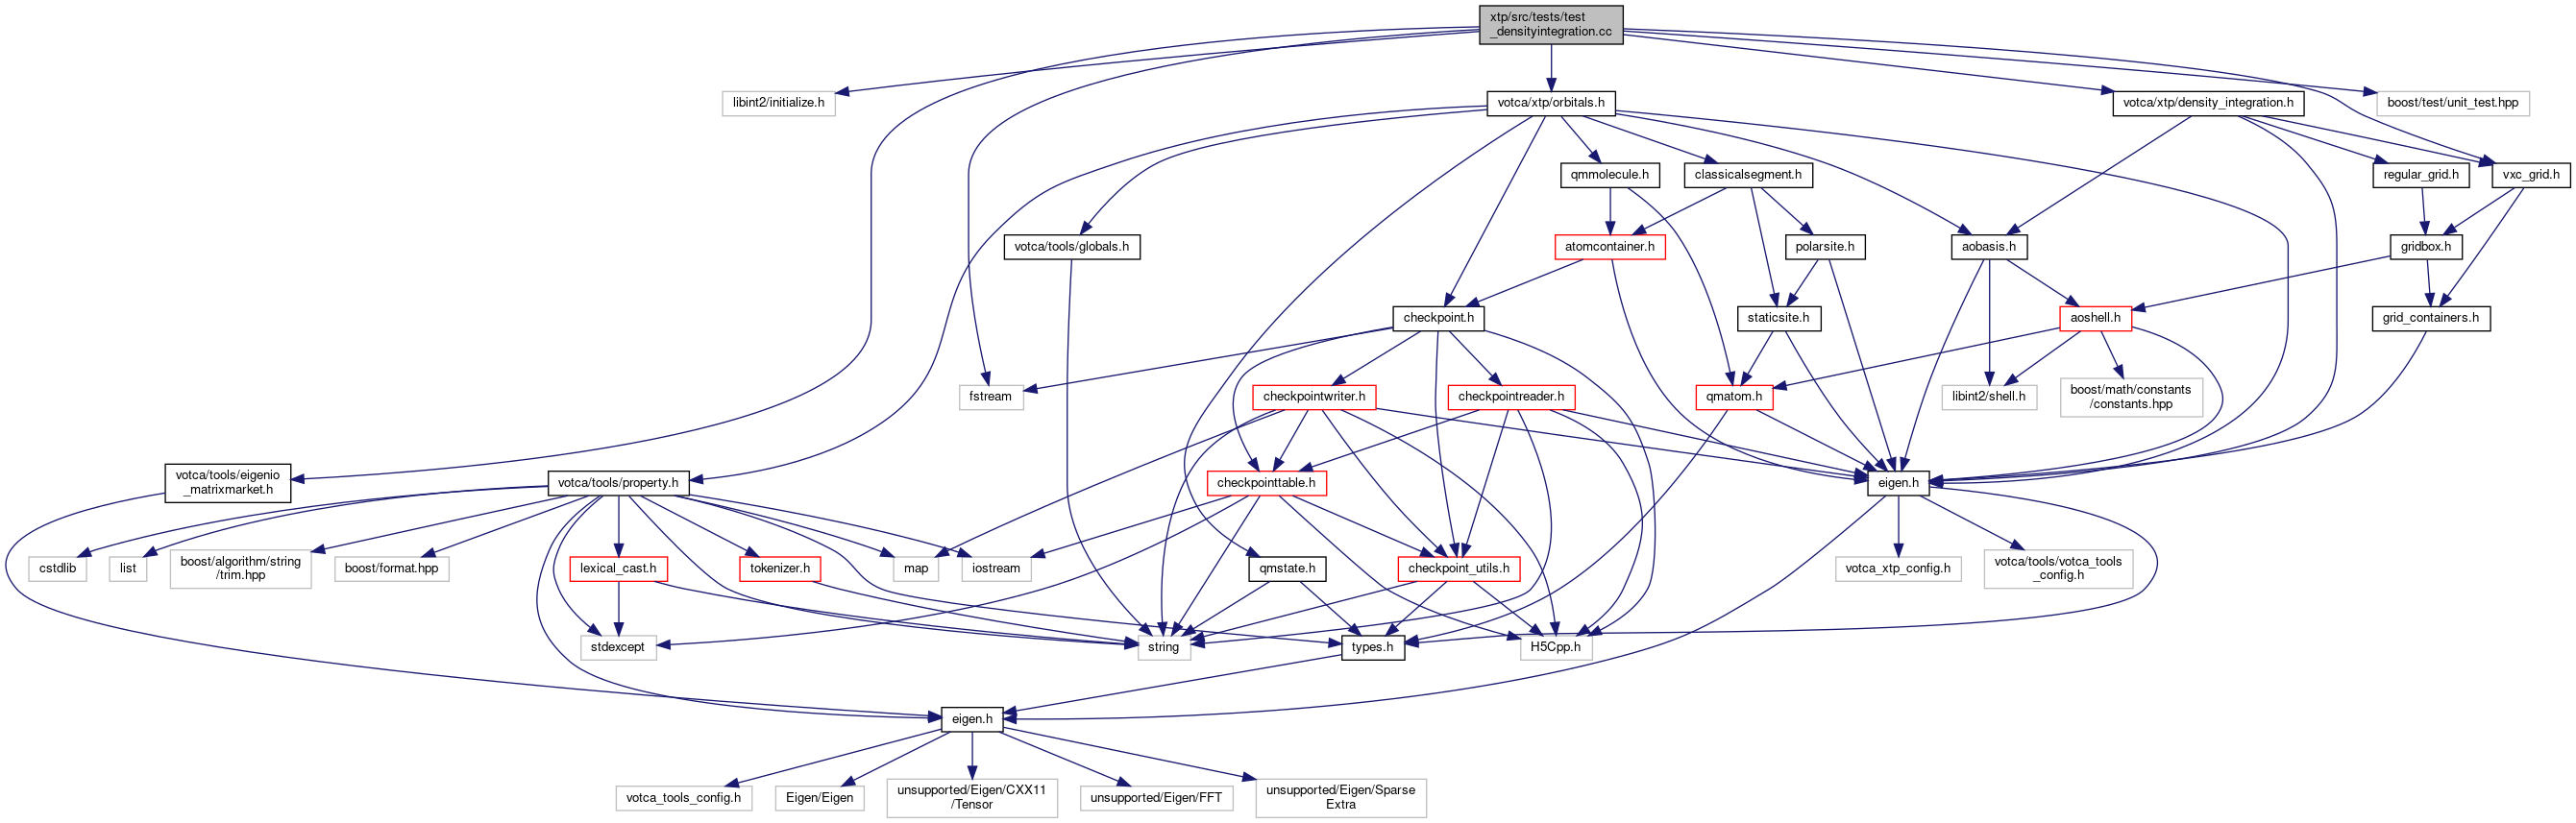 xtp/src/tests/test
_densityintegration.cc
libint2/initialize.h
votca/xtp/orbitals.h
votca/xtp/density_integration.h
boost/test/unit_test.hpp
qmmolecule.h
classicalsegment.h
regular_grid.h
vxc_grid.h
votca/tools/globals.h
atomcontainer.h
polarsite.h
aobasis.h
gridbox.h
checkpoint.h
staticsite.h
aoshell.h
grid_containers.h
fstream
checkpointwriter.h
checkpointreader.h
qmatom.h
libint2/shell.h
boost/math/constants
/constants.hpp
votca/tools/eigenio
_matrixmarket.h
votca/tools/property.h
checkpointtable.h
eigen.h
cstdlib
list
boost/algorithm/string
/trim.hpp
boost/format.hpp
lexical_cast.h
tokenizer.h
map
iostream
qmstate.h
checkpoint_utils.h
votca_xtp_config.h
votca/tools/votca_tools
_config.h
stdexcept
string
types.h
H5Cpp.h
eigen.h
votca_tools_config.h
Eigen/Eigen
unsupported/Eigen/CXX11
/Tensor
unsupported/Eigen/FFT
unsupported/Eigen/Sparse
Extra